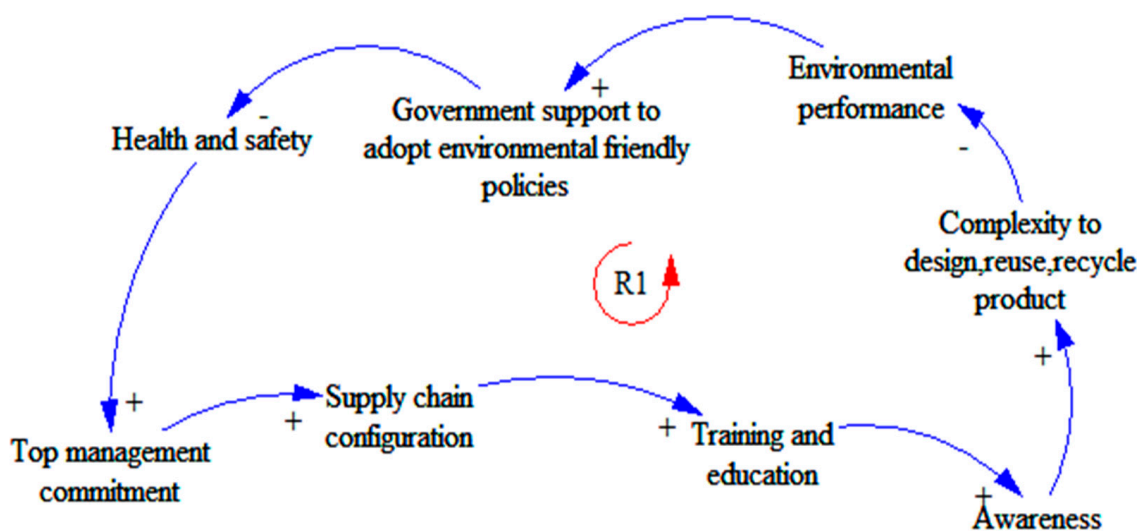 Environmental
performance
+
Government support to
adopt environmental friendly
policies
-
Health and safety
-
Complexity to
design,reuse,recycle
product
R1
+
+
Supply chain
configuration
+
Top management
commitment
+
Training and
education
+
Awareness